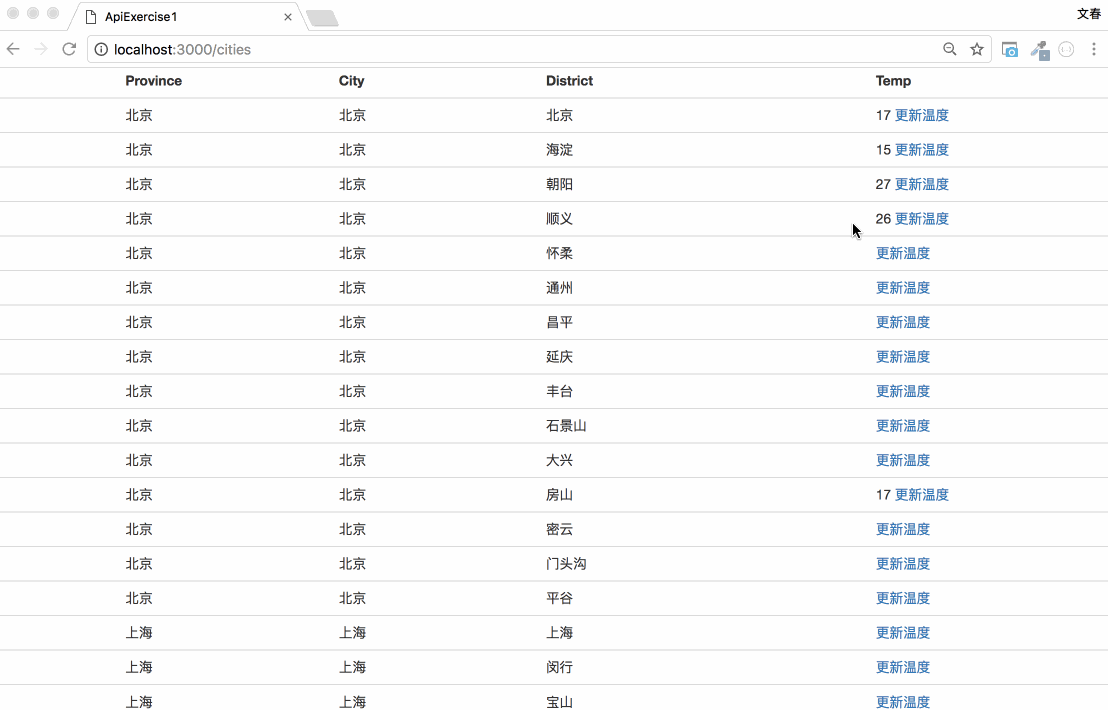 ApiExercise1
文春
localhost:3000/cities
Province City District Temp
北京 北京 北京 17 更新温度
北京 北京 海淀 15 更新温度
北京 北京 朝阳 27 更新温度
北京 北京 顺义 26 更新温度
北京 北京 怀柔 更新温度
北京 北京 通州 更新温度
北京 北京 昌平 更新温度
北京 北京 延庆 更新温度
北京 北京 丰台 更新温度
北京 北京 石景山 更新温度
北京 北京 大兴 更新温度
北京 北京 房山 17 更新温度
北京 北京 密云 更新温度
北京 北京 门头沟 更新温度
北京 北京 平谷 更新温度
上海 上海 上海 更新温度
上海 上海 闵行 更新温度
上海 上海 宝山 更新温度